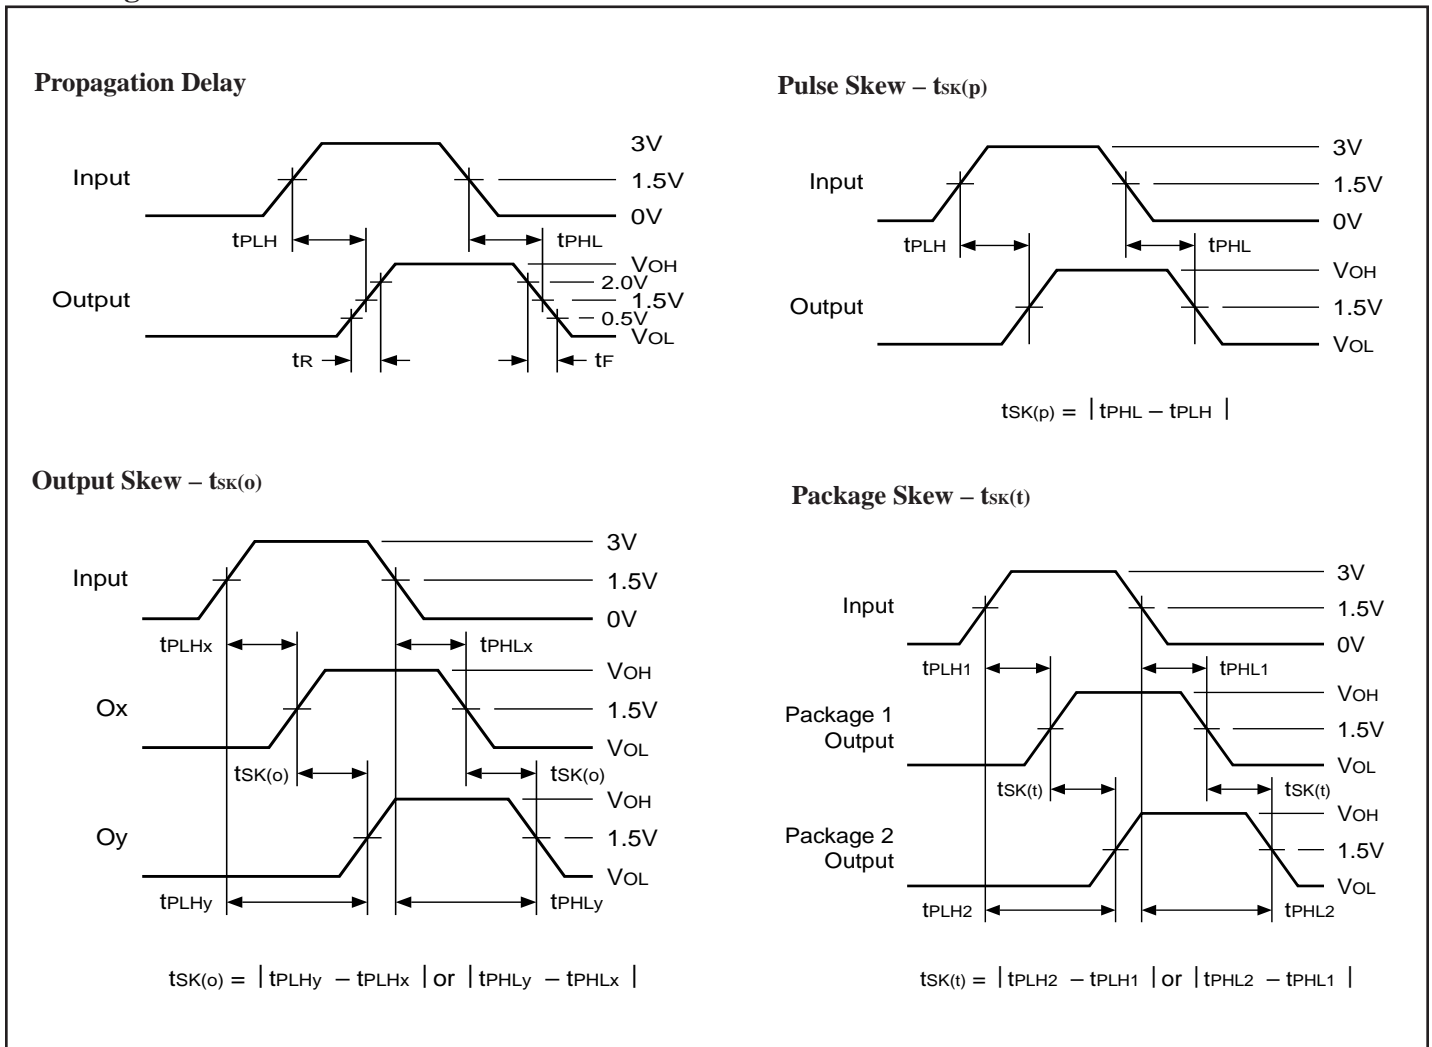 Propagation Delay
Input
3V
1.5V
0V
tPLH
tPHL
Output
VOH
2.0V
1.5V
0.5V
VOL
tR
tF
Pulse Skew – tSK(p)
Input
3V
1.5V
0V
tPLH
tPHL
Output
VOH
1.5V
VOL
tSK(p) = | tPHL – tPLH |
Output Skew – tSK(o)
Input
3V
1.5V
0V
tPLHx
tPHLx
Ox
VOH
1.5V
VOL
tSK(o)
tSK(o)
Oy
VOH
1.5V
VOL
tPLHy
tPHLy
tSK(o) = | tPLHy – tPLHx | or | tPHLy – tPHLx |
Package Skew – tSK(t)
Input
3V
1.5V
0V
tPLH1
tPHL1
Package 1
Output
VOH
1.5V
VOL
tSK(t)
tSK(t)
Package 2
Output
VOH
1.5V
VOL
tPLH2
tPHL2
tSK(t) = | tPLH2 – tPLH1 | or | tPHL2 – tPHL1 |